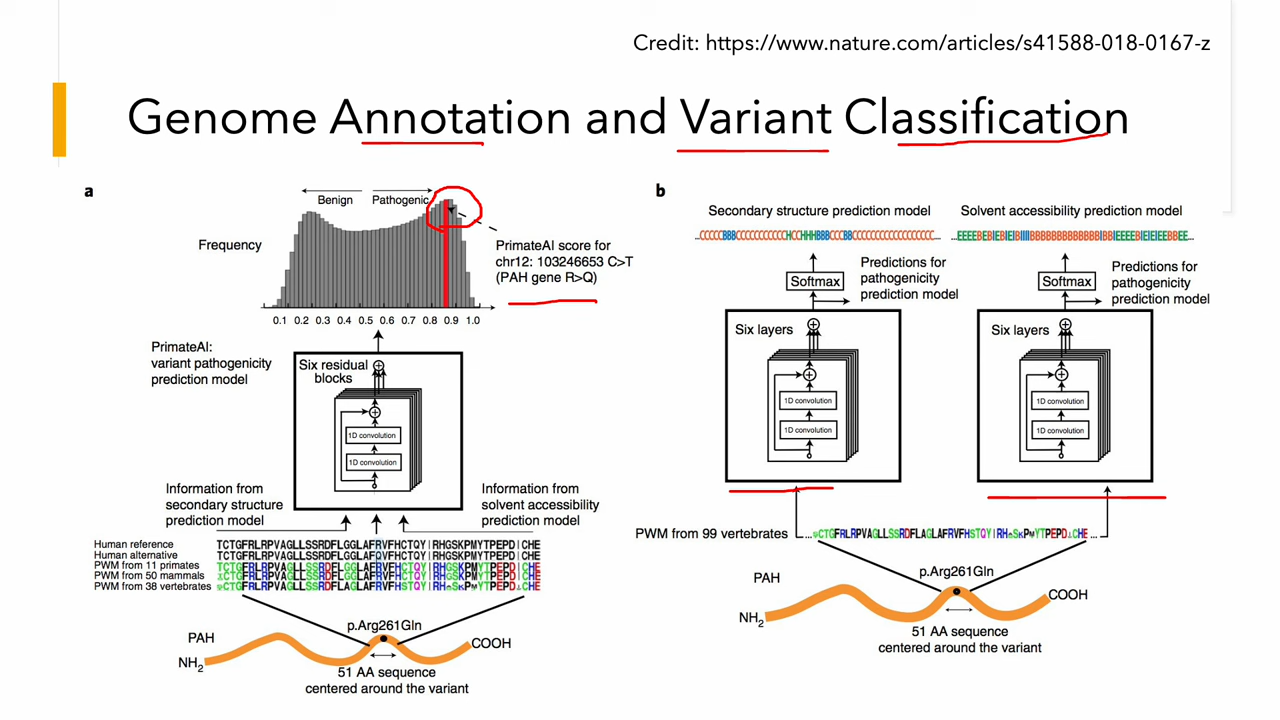 Credit: https://www.nature.com/articles/s41588-018-0167-z
Genome Annotation and Variant Classification
a
Benign
Pathogenic
Frequency
PrimateAI score for
chr12: 103246653 C>T
(PAH gene R>Q)
0.1 0.2 0.3 0.4 0.5 0.6 0.7 0.8 0.9 1.0
PrimateAI:
variant pathogenicity
prediction model
Six residual
blocks
1D convolution
1D convolution
Information from
secondary structure
prediction model
Information from
solvent accessibility
prediction model
Human reference
TCTGFRLRPVAGLLSSRDFLGGLAFRVFHCTQYIRHGSKPMYTPEPDICHE
Human alternative
TCTGFRLRPVAGLLSSRDFLGGLAFQVFHCTQYIRHGSKPMYTPEPDICHE
PWM from 11 primates
PWM from 50 mammals
PWM from 38 vertebrates
p.Arg261Gln
PAH
NH2
COOH
51 AA sequence
centered around the variant
b
Secondary structure prediction model
Solvent accessibility prediction model
Softmax
Predictions for
pathogenicity
prediction model
Softmax
Predictions for
pathogenicity
prediction model
Six layers
1D convolution
1D convolution
Six layers
1D convolution
1D convolution
PWM from 99 vertebrates
p.Arg261Gln
PAH
NH2
COOH
51 AA sequence
centered around the variant